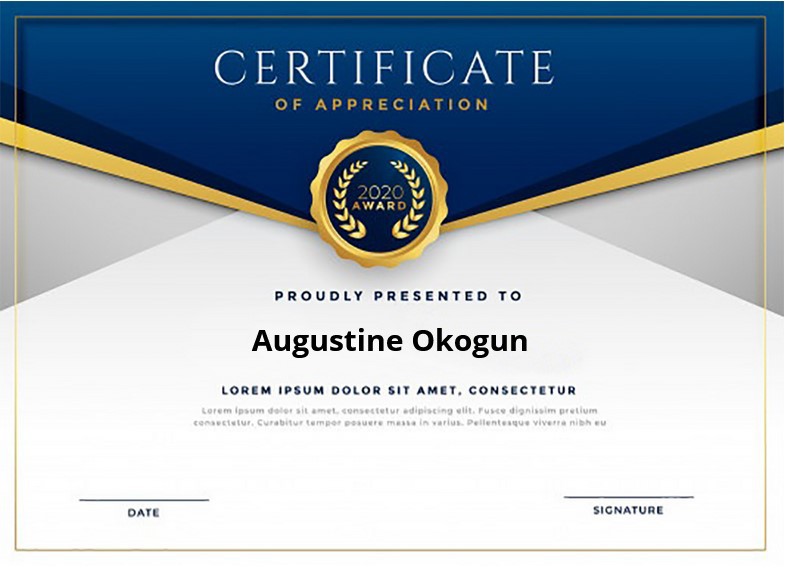 CERTIFICATE
OF APPRECIATION
2020
AWARD
PROUDLY PRESENTED TO
Augustine Okogun
LOREM IPSUM DOLOR SIT AMET, CONSECTETUR
Lorem ipsum dolor sit amet, consectetur adipiscing elit. Fusce dignissim pretium
consectetur. Curabitur tempor posuere massa in varius. Pellentesque viverra nibh eu
DATE
SIGNATURE